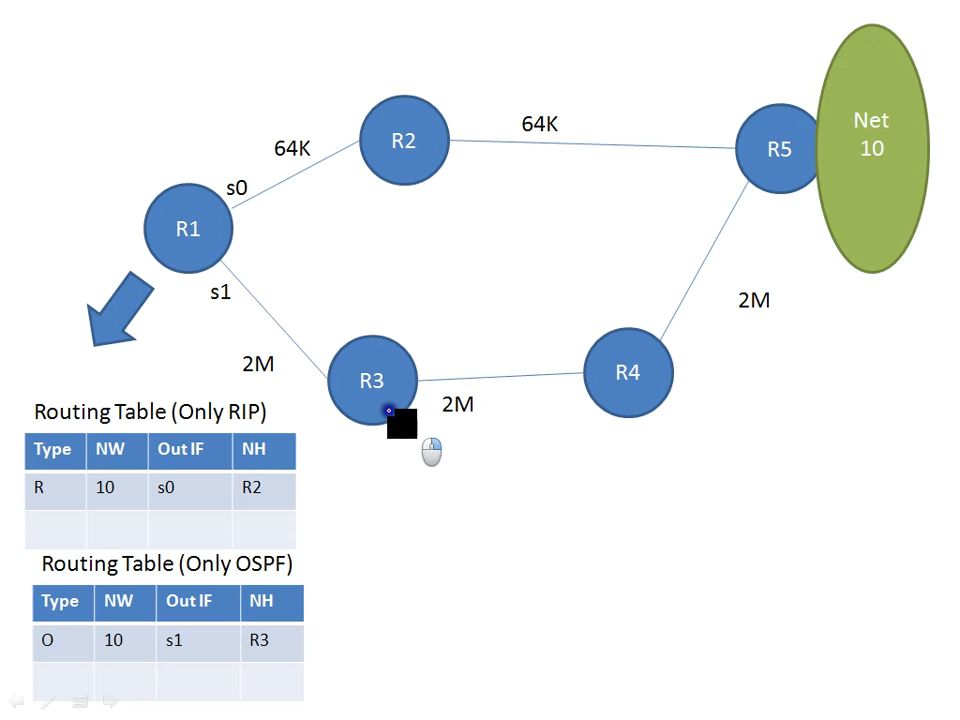 64K
64K
R2
R5
Net
10
s0
R1
s1
2M
2M
R3
R4
2M
Routing Table (Only RIP)
Type NW Out IF NH
R 10 s0 R2
Routing Table (Only OSPF)
Type NW Out IF NH
O 10 s1 R3